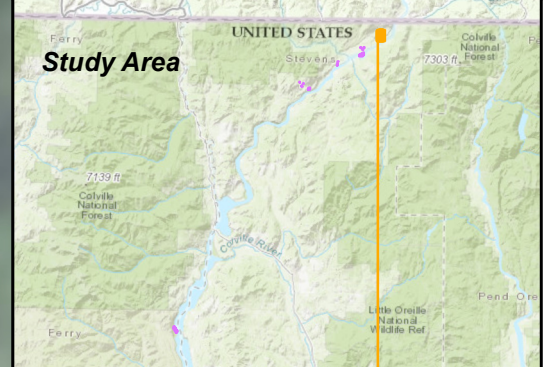 UNITED STATES
Ferry
Study Area
Stevens
Colville
National
Forest
7303 ft
7139 ft
Colville
National
Forest
Colville River
Little Oreille
National
Wildlife Ref
Pend Ore
Ferry